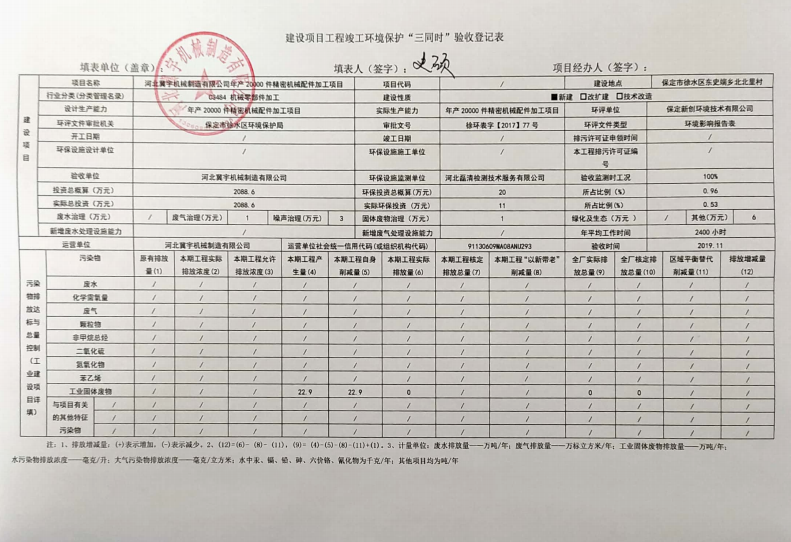 建设项目工程竣工环境保护“三同时”验收登记表
填表单位（盖章）： 填表人（签字）： 项目经办人（签字）：
建设项目
项目名称 河北冀宇机械制造有限公司年产20000件精密机械配件加工项目 项目代码 / 建设地点 保定市徐水区东史端乡北北里村
行业分类(分类管理名录) C3484 机械零部件加工 建设性质 ■新建 □改扩建 □技术改造
设计生产能力 年产20000件精密机械配件加工项目 实际生产能力 年产20000件精密机械配件加工项目 环评单位 保定新创环境技术有限公司
环评文件审批机关 保定市徐水区环境保护局 审批文号 徐环表字【2017】77号 环评文件类型 环境影响报告表
开工日期 / 竣工日期 / 排污许可证申领时间 /
环保设施设计单位 / 环保设施施工单位 / 本工程排污许可证编号 /
验收单位 河北冀宇机械制造有限公司 环保设施监测单位 河北磊清检测技术服务有限公司 验收监测时工况 100%
投资总概算（万元） 2088.6 环保投资总概算(万元) 20 所占比例(%) 0.96
实际总投资（万元） 2088.6 实际环保投资（万元） 11 所占比例(%) 0.53
废水治理（万元） / 废气治理(万元) 1 噪声治理(万元) 3 固体废物治理（万元） 1 绿化及生态（万元） / 其他(万元) 6
新增废水处理设施能力 / 新增废气处理设施能力 / 年平均工作时间 2400 小时
运营单位 河北冀宇机械制造有限公司 运营单位社会统一信用代码(或组织机构代码) 91130609MA08ANU293 验收时间 2019.11
污染物排放达标与总量控制（工业建设项目详填）
污染物 原有排放量(1) 本期工程实际排放浓度(2) 本期工程允许排放浓度(3) 本期工程产生量(4) 本期工程自身削减量(5) 本期工程实际排放量(6) 本期工程核定排放总量(7) 本期工程“以新带老”削减量(8) 全厂实际排放总量(9) 全厂核定排放总量(10) 区域平衡替代削减量(11) 排放增减量(12)
废水 / / / / / / / / / / / /
化学需氧量 / / / / / / / / / / / /
废气 / / / / / / / / / / / /
颗粒物 / / / / / / / / / / / /
非甲烷总烃 / / / / / / / / / / / /
二氧化硫 / / / / / / / / / / / /
氮氧化物 / / / / / / / / / / / /
苯乙烯 / / / / / / / / / / / /
工业固体废物 / / / 22.9 22.9 0 / / 0 0 / /
与项目有关的其他特征污染物 / / / / / / / / / / / /
/ / / / / / / / / / / /
/ / / / / / / / / / / /
注：1、排放增减量：(+)表示增加，(-)表示减少。2、(12)=(6)-（8）-（11），(9)= (4)-(5)-(8)-(11)+(1)。3、计量单位：废水排放量——万吨/年；废气排放量——万标立方米/年；工业固体废物排放量——万吨/年；
水污染物排放浓度——毫克/升；大气污染物排放浓度——毫克/立方米；水中汞、镉、铅、砷、六价铬、氰化物为千克/年；其他项目均为吨/年